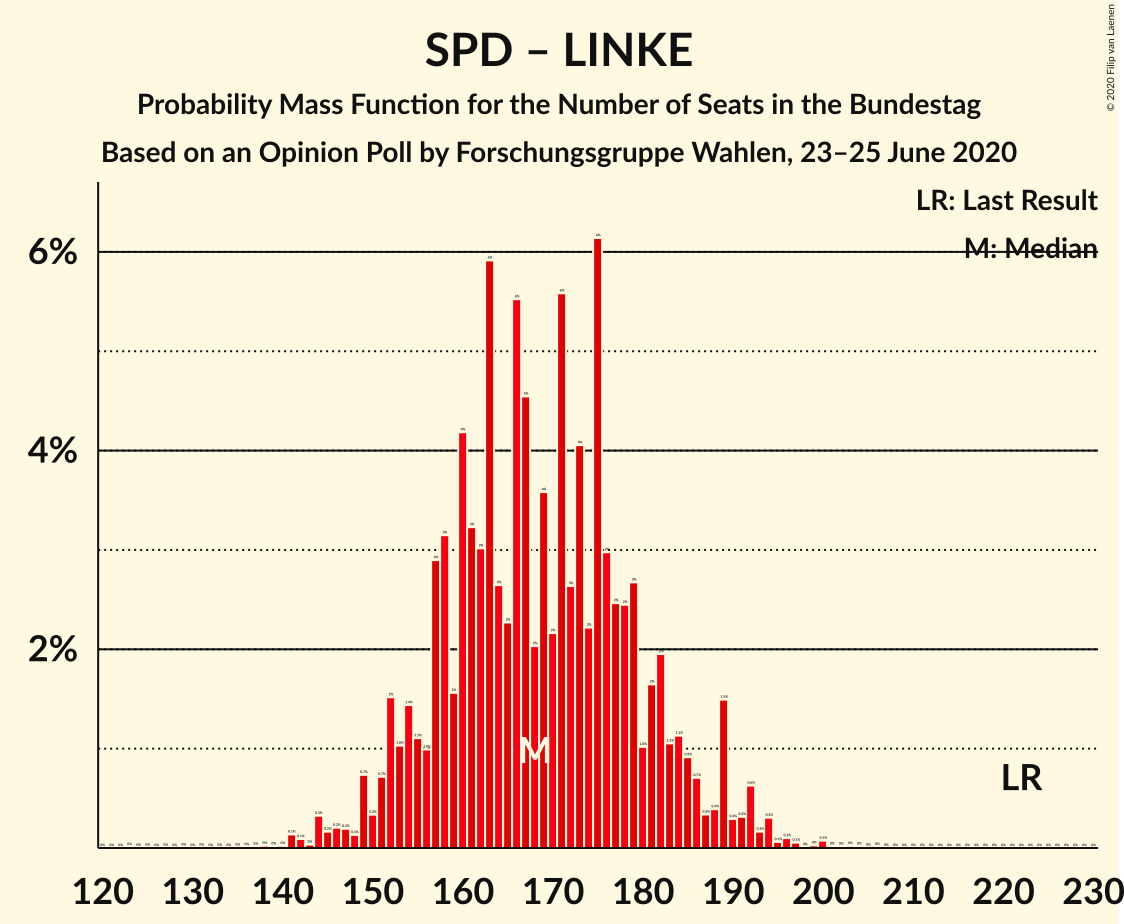 SPD – LINKE
Probability Mass Function for the Number of Seats in the Bundestag
Based on an Opinion Poll by Forschungsgruppe Wahlen, 23–25 June 2020
© 2020 Filip van Laenen
LR: Last Result
M: Median
6%
4%
2%
M
LR
120 130 140 150 160 170 180 190 200 210 220 230